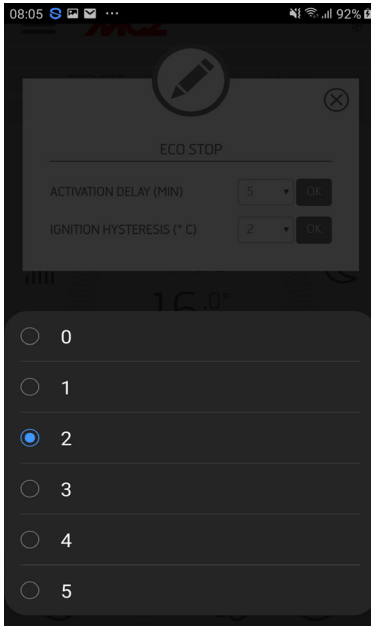 08:05 S ... 92%
MCZ
ECO STOP
ACTIVATION DELAY (MIN) 5 OK
IGNITION HYSTERESIS (° C) 2 OK
16.0°
0
1
2
3
4
5